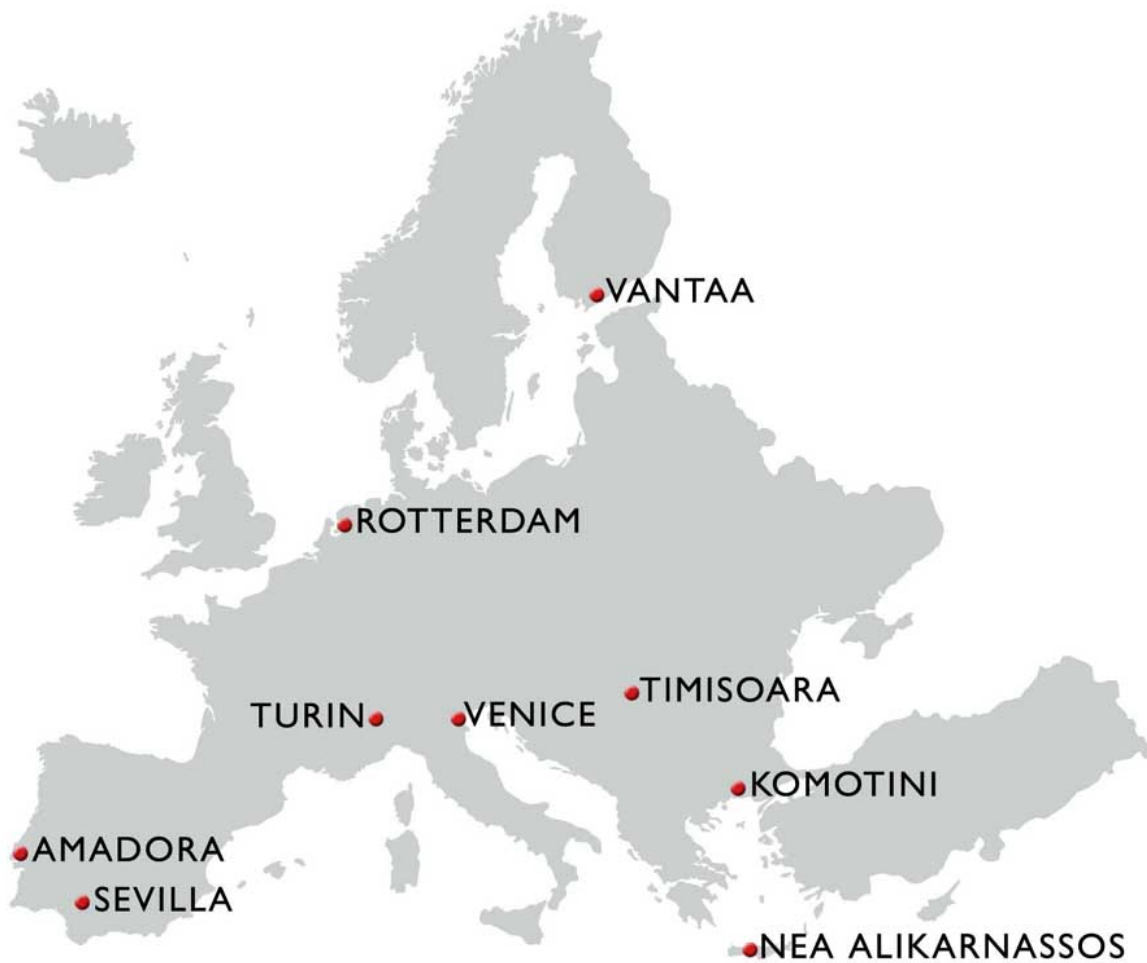 VANTAA
ROTTERDAM
TIMISOARA
TURIN
VENICE
KOMOTINI
AMADORA
SEVILLA
NEA ALIKARNASSOS